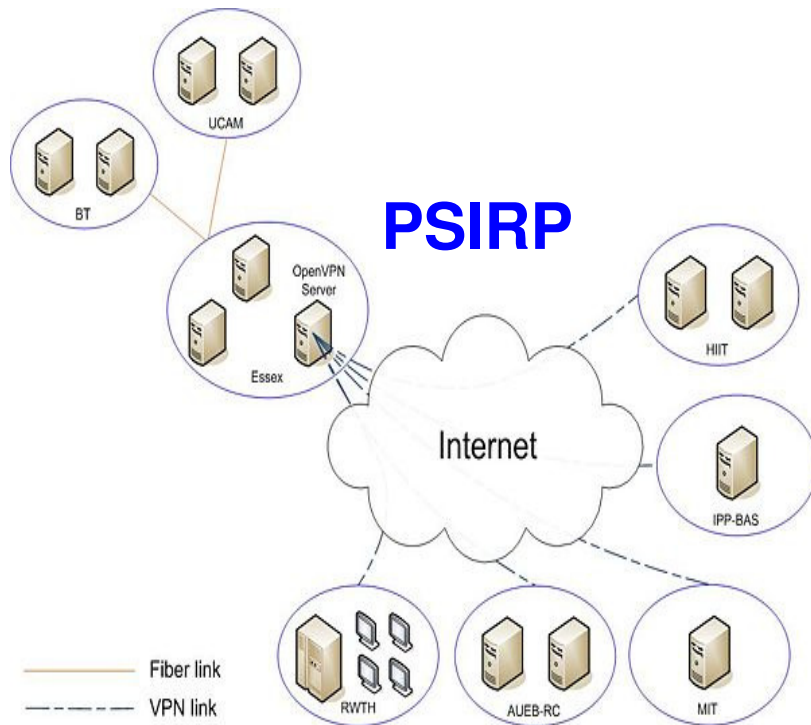 UCAM
BT
PSIRP
OpenVPN
Server
Essex
HIIT
Internet
IPP-BAS
RWTH
AUEB-RC
MIT
Fiber link
VPN link